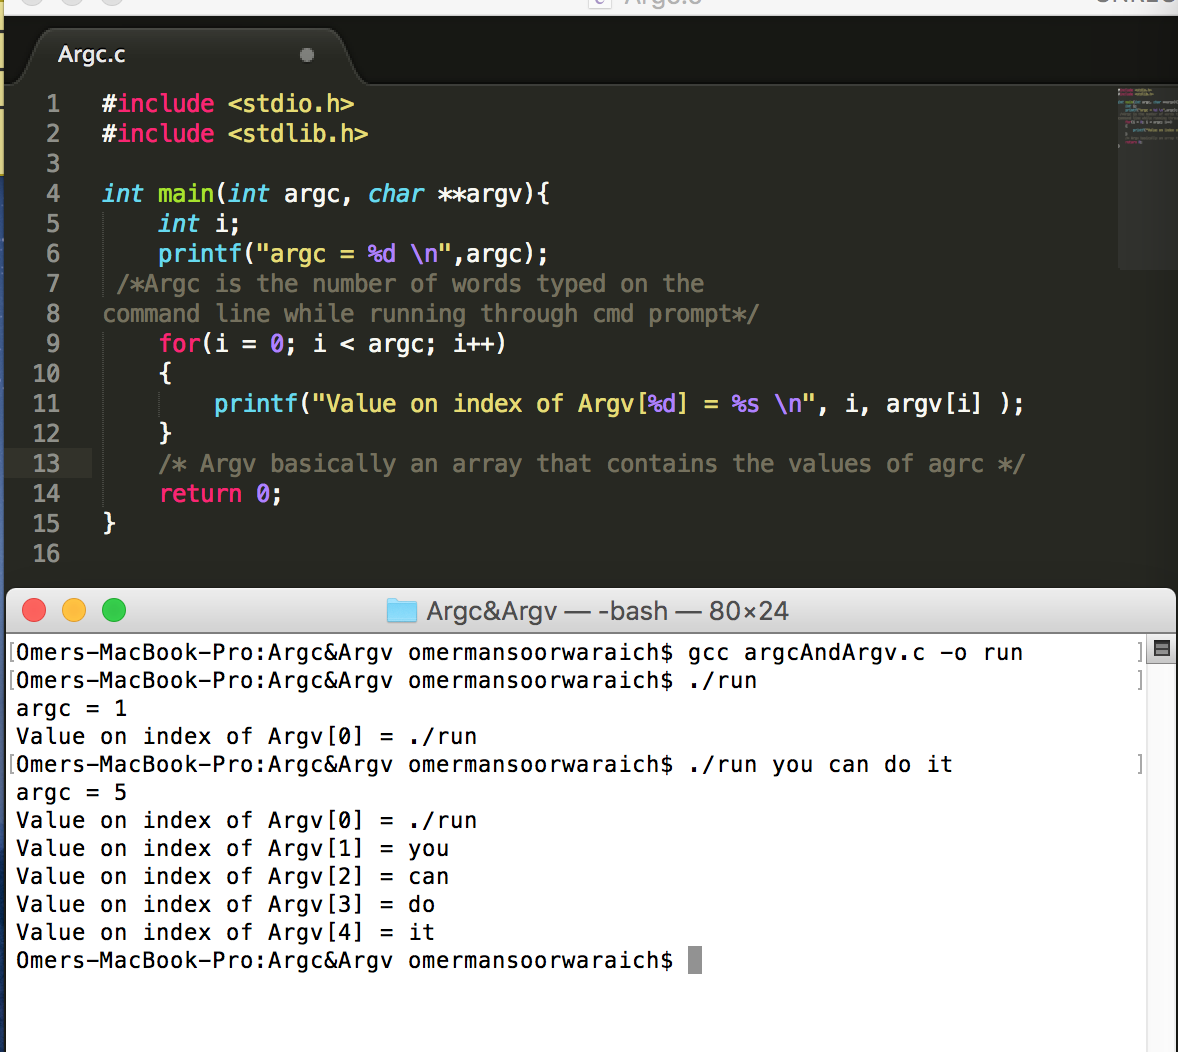 Argc.c
1 #include <stdio.h>
2 #include <stdlib.h>
3
4 int main(int argc, char **argv){
5     int i;
6     printf("argc = %d \n",argc);
7  /*Argc is the number of words typed on the
8 command line while running through cmd prompt*/
9     for(i = 0; i < argc; i++)
10     {
11         printf("Value on index of Argv[%d] = %s \n", i, argv[i] );
12     }
13     /* Argv basically an array that contains the values of agrc */
14     return 0;
15 }
16
Argc&Argv — -bash — 80×24
[Omers-MacBook-Pro:Argc&Argv omermansoorwaraich$ gcc argcAndArgv.c -o run ]
[Omers-MacBook-Pro:Argc&Argv omermansoorwaraich$ ./run ]
argc = 1
Value on index of Argv[0] = ./run
[Omers-MacBook-Pro:Argc&Argv omermansoorwaraich$ ./run you can do it ]
argc = 5
Value on index of Argv[0] = ./run
Value on index of Argv[1] = you
Value on index of Argv[2] = can
Value on index of Argv[3] = do
Value on index of Argv[4] = it
Omers-MacBook-Pro:Argc&Argv omermansoorwaraich$